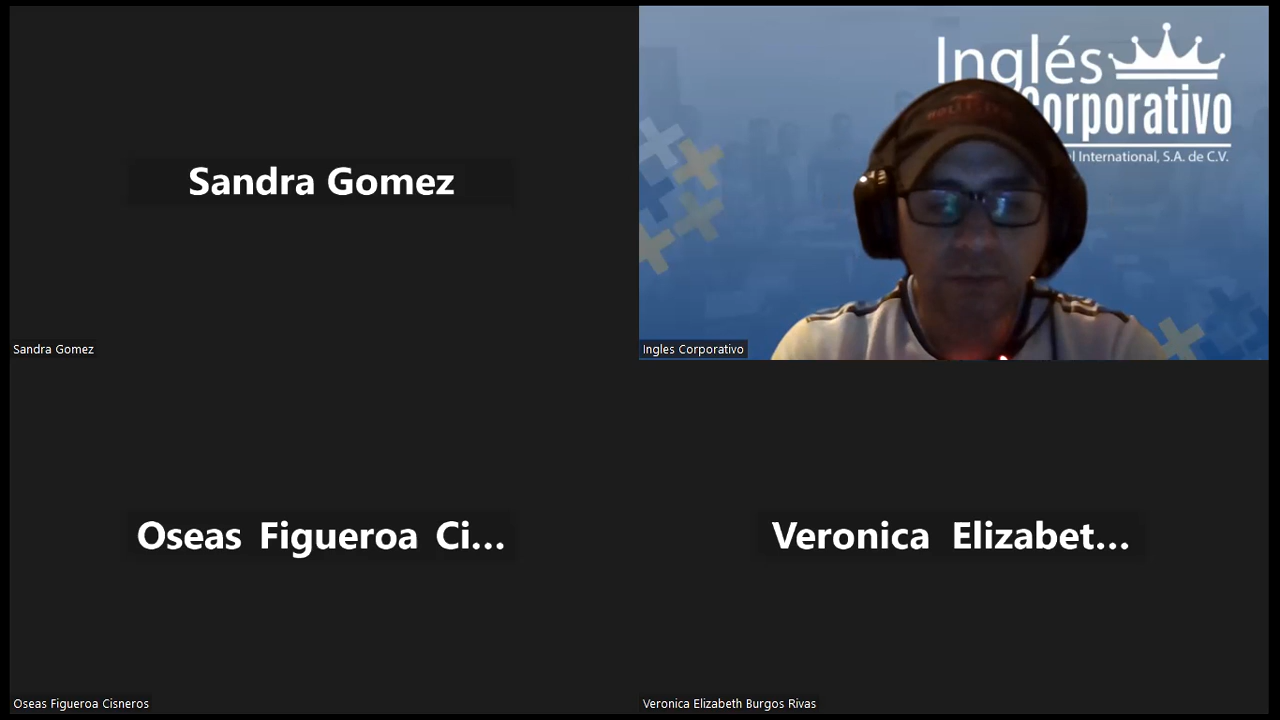 Sandra Gomez
Sandra Gomez
Inglés
Corporativo
l International, S.A. de C.V.
Ingles Corporativo
Oseas Figueroa Ci...
Veronica Elizabet...
Oseas Figueroa Cisneros
Veronica Elizabeth Burgos Rivas